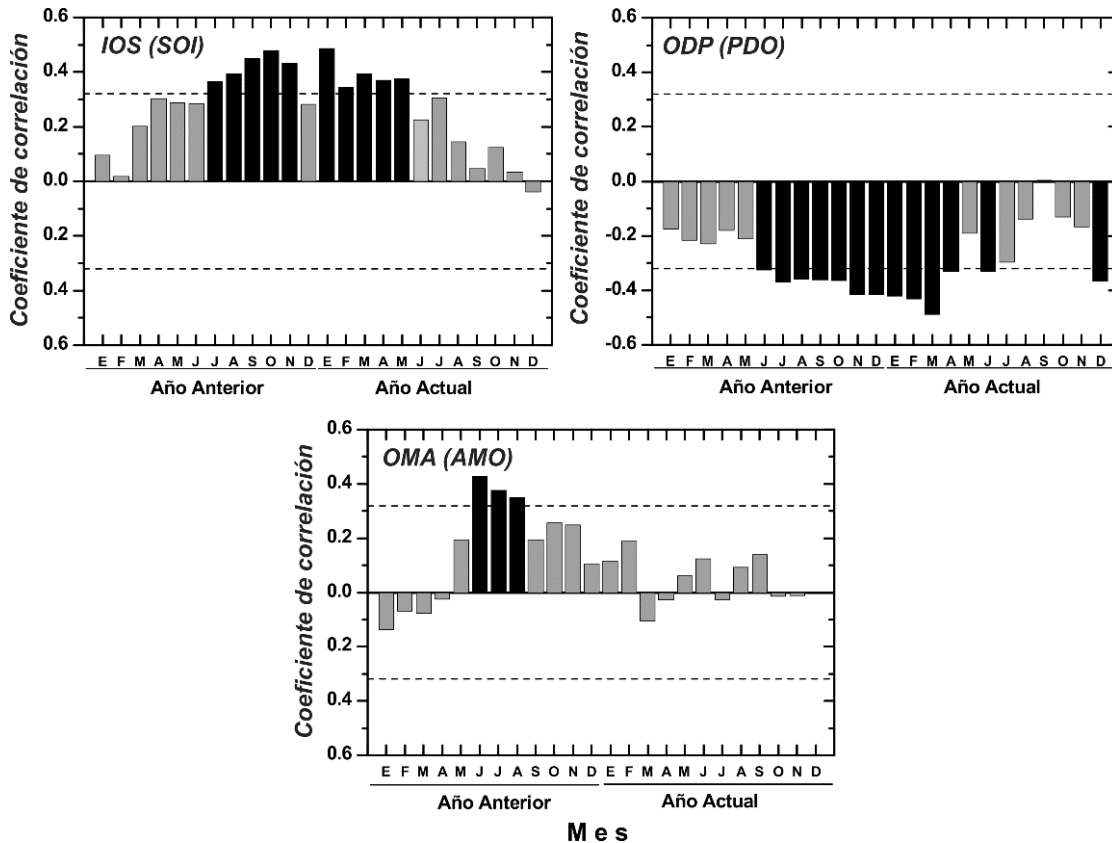 IOS (SOI)
Coeficiente de correlación
0.6
0.4
0.2
0.0
0.2
0.4
0.6
E F M A M J J A S O N D E F M A M J J A S O N D
Año Anterior Año Actual
ODP (PDO)
Coeficiente de correlación
0.6
0.4
0.2
0.0
-0.2
-0.4
-0.6
E F M A M J J A S O N D E F M A M J J A S O N D
Año Anterior Año Actual
OMA (AMO)
Coeficiente de correlación
0.6
0.4
0.2
0.0
0.2
0.4
0.6
E F M A M J J A S O N D E F M A M J J A S O N D
Año Anterior Año Actual
M e s